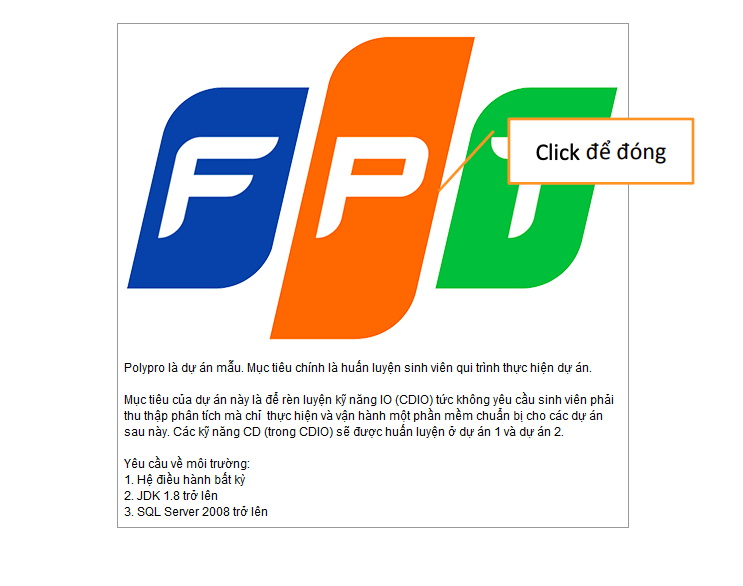 FPT
Click để đóng
Polypro là dự án mẫu. Mục tiêu chính là huấn luyện sinh viên qui trình thực hiện dự án.
Mục tiêu của dự án này là để rèn luyện kỹ năng IO (CDIO) tức không yêu cầu sinh viên phải
thu thập phân tích mà chỉ thực hiện và vận hành một phần mềm chuẩn bị cho các dự án
sau này. Các kỹ năng CD (trong CDIO) sẽ được huấn luyện ở dự án 1 và dự án 2.
Yêu cầu về môi trường:
1. Hệ điều hành bất kỳ
2. JDK 1.8 trở lên
3. SQL Server 2008 trở lên